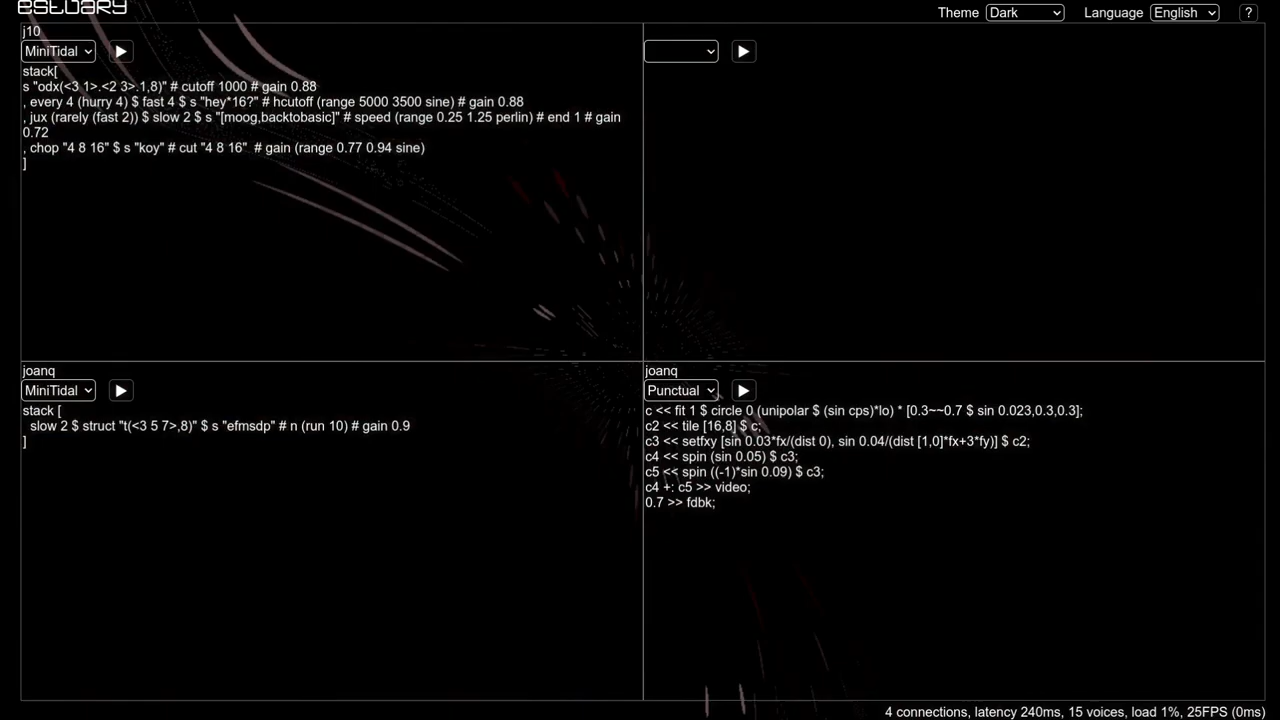 estuary
Theme Dark Language English ?
j10
MiniTidal
stack[
s "odx(<3 1>.<2 3>.1,8)" # cutoff 1000 # gain 0.88
, every 4 (hurry 4) $ fast 4 $ s "hey*16?" # hcutoff (range 5000 3500 sine) # gain 0.88
, jux (rarely (fast 2)) $ slow 2 $ s "[moog,backtobasic]" # speed (range 0.25 1.25 perlin) # end 1 # gain
0.72
, chop "4 8 16" $ s "koy" # cut "4 8 16"  # gain (range 0.77 0.94 sine)
]
joanq
MiniTidal
stack [
slow 2 $ struct "t(<3 5 7>,8)" $ s "efmsdp" # n (run 10) # gain 0.9
]
joanq
Punctual
c << fit 1 $ circle 0 (unipolar $ (sin cps)*lo) * [0.3~~0.7 $ sin 0.023,0.3,0.3];
c2 << tile [16,8] $ c;
c3 << setfxy [sin 0.03*fx/(dist 0), sin 0.04/(dist [1,0]*fx+3*fy)] $ c2;
c4 << spin (sin 0.05) $ c3;
c5 << spin ((-1)*sin 0.09) $ c3;
c4 +: c5 >> video;
0.7 >> fdbk;
4 connections, latency 240ms, 15 voices, load 1%, 25FPS (0ms)